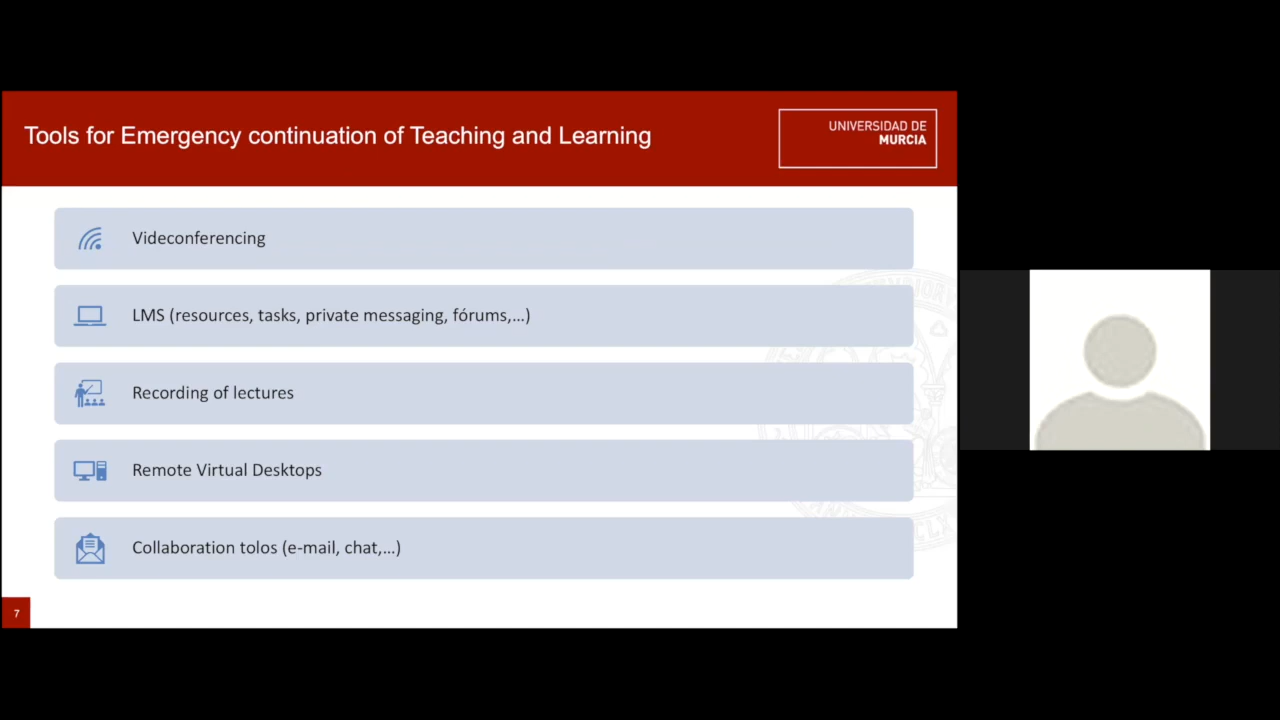 Tools for Emergency continuation of Teaching and Learning
UNIVERSIDAD DE
MURCIA
Videconferencing
LMS (resources, tasks, private messaging, fórums,...)
Recording of lectures
Remote Virtual Desktops
Collaboration tolos (e-mail, chat,...)
7